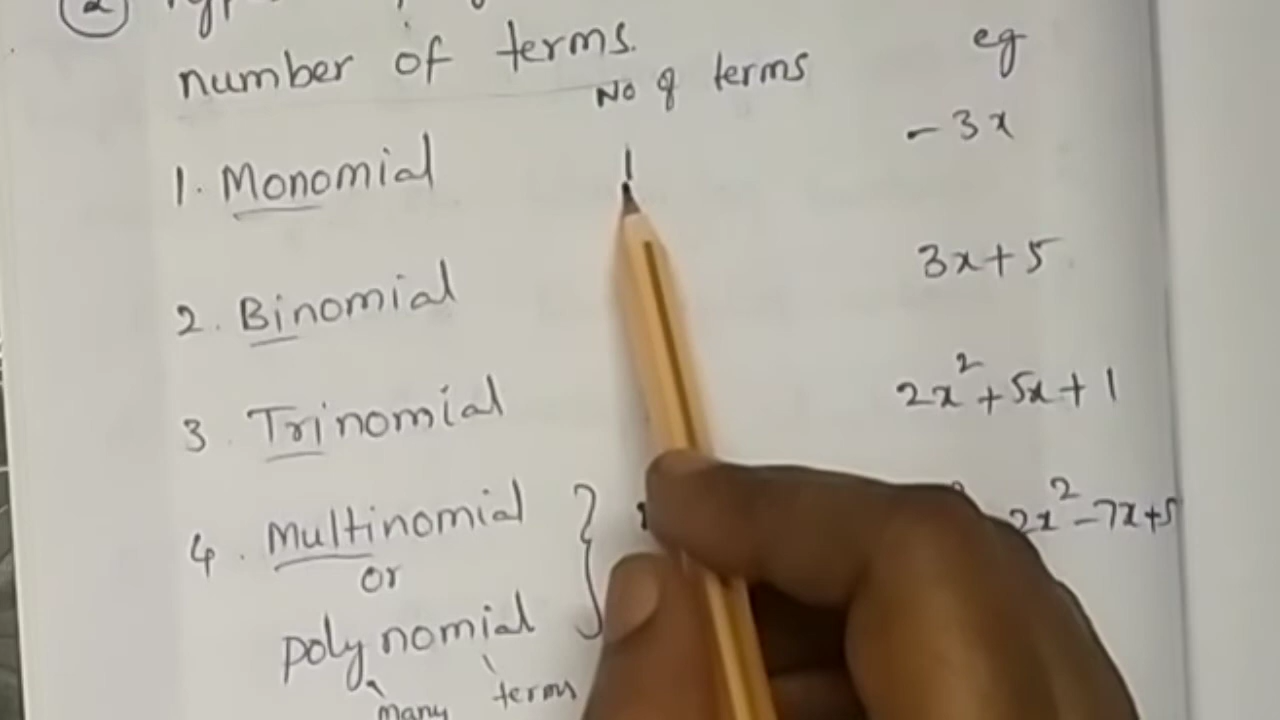 ②
number of terms.
No of terms eg
1. Monomial 1 - 3x
2. Binomial 3x+5
3. Trinomial 2x²+5x+1
4. Multinomial 2x²-7x+5
or
polynomial
many terms